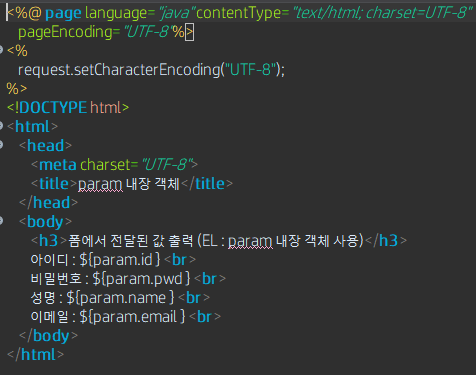 <%@ page language="java" contentType="text/html; charset=UTF-8"
pageEncoding="UTF-8"%>
<%
request.setCharacterEncoding("UTF-8");
%>
<!DOCTYPE html>
<html>
<head>
<meta charset="UTF-8">
<title>param 내장 객체</title>
</head>
<body>
<h3>폼에서 전달된 값 출력 (EL : param 내장 객체 사용)</h3>
아이디 : ${param.id } <br>
비밀번호 : ${param.pwd } <br>
성명 : ${param.name } <br>
이메일 : ${param.email } <br>
</body>
</html>